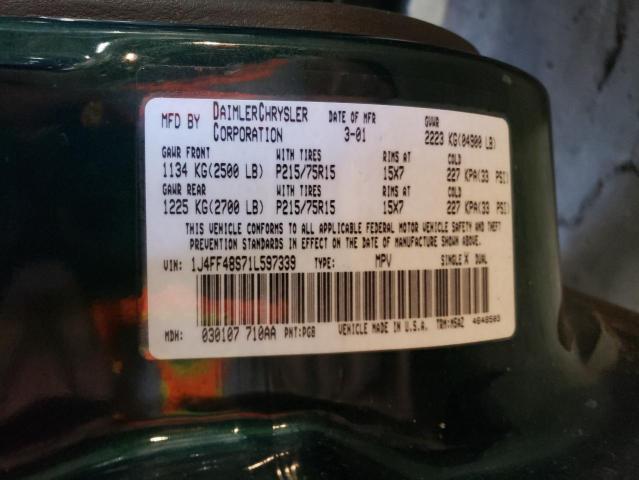 MFD BY DAIMLERCHRYSLER CORPORATION DATE OF MFR 3-01 GVWR 2223 KG(04900 LB)
GAWR FRONT WITH TIRES RIMS AT COLD
1134 KG(2500 LB) P215/75R15 15X7 227 KPA(33 PSI)
GAWR REAR WITH TIRES RIMS AT COLD
1225 KG(2700 LB) P215/75R15 15X7 227 KPA(33 PSI)
THIS VEHICLE CONFORMS TO ALL APPLICABLE FEDERAL MOTOR VEHICLE SAFETY AND THEFT
PREVENTION STANDARDS IN EFFECT ON THE DATE OF MANUFACTURE SHOWN ABOVE.
VIN: 1J4FF48S71L597339 TYPE: MPV SINGLE X DUAL
MDH: 030107 710AA PNT:PGB VEHICLE MADE IN U.S.A. TRM:M5AZ 4648503